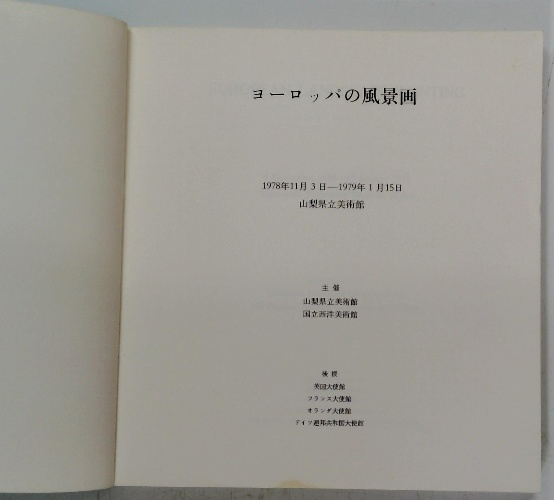 ヨーロッパの風景画
1978年11月3日—1979年1月15日
山梨県立美術館
主催
山梨県立美術館
国立西洋美術館
後援
英国大使館
フランス大使館
オランダ大使館
ドイツ連邦共和国大使館